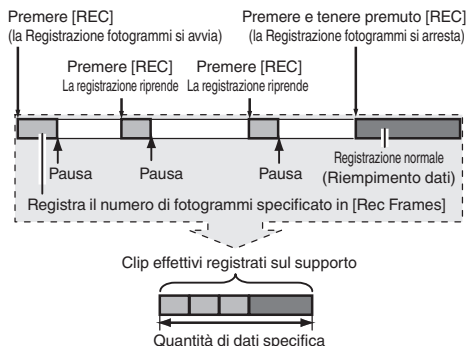 Premere [REC]
(la Registrazione fotogrammi si avvia)
Premere e tenere premuto [REC]
(la Registrazione fotogrammi si arresta)
Premere [REC]
La registrazione riprende
Premere [REC]
La registrazione riprende
Pausa
Pausa
Pausa
Registrazione normale
(Riempimento dati)
Registra il numero di fotogrammi specificato in [Rec Frames]
Clip effettivi registrati sul supporto
Quantità di dati specifica